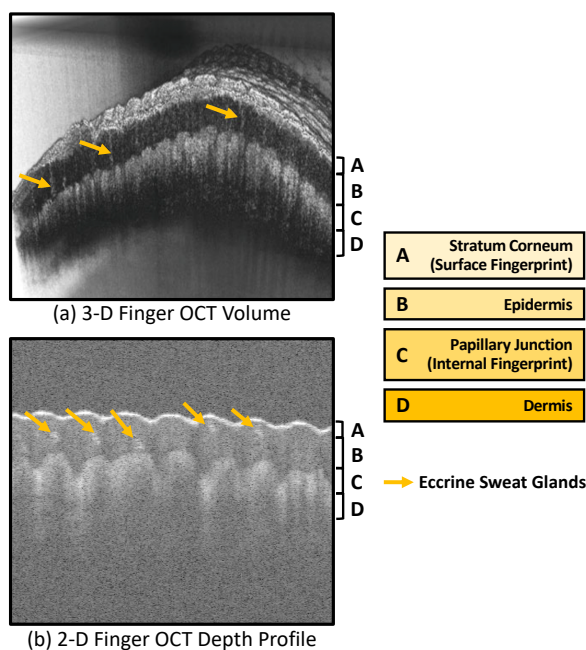 A
B
C
D
(a) 3-D Finger OCT Volume
A
B
C
D
(b) 2-D Finger OCT Depth Profile
A Stratum Corneum
(Surface Fingerprint)
B Epidermis
C Papillary Junction
(Internal Fingerprint)
D Dermis
Eccrine Sweat Glands